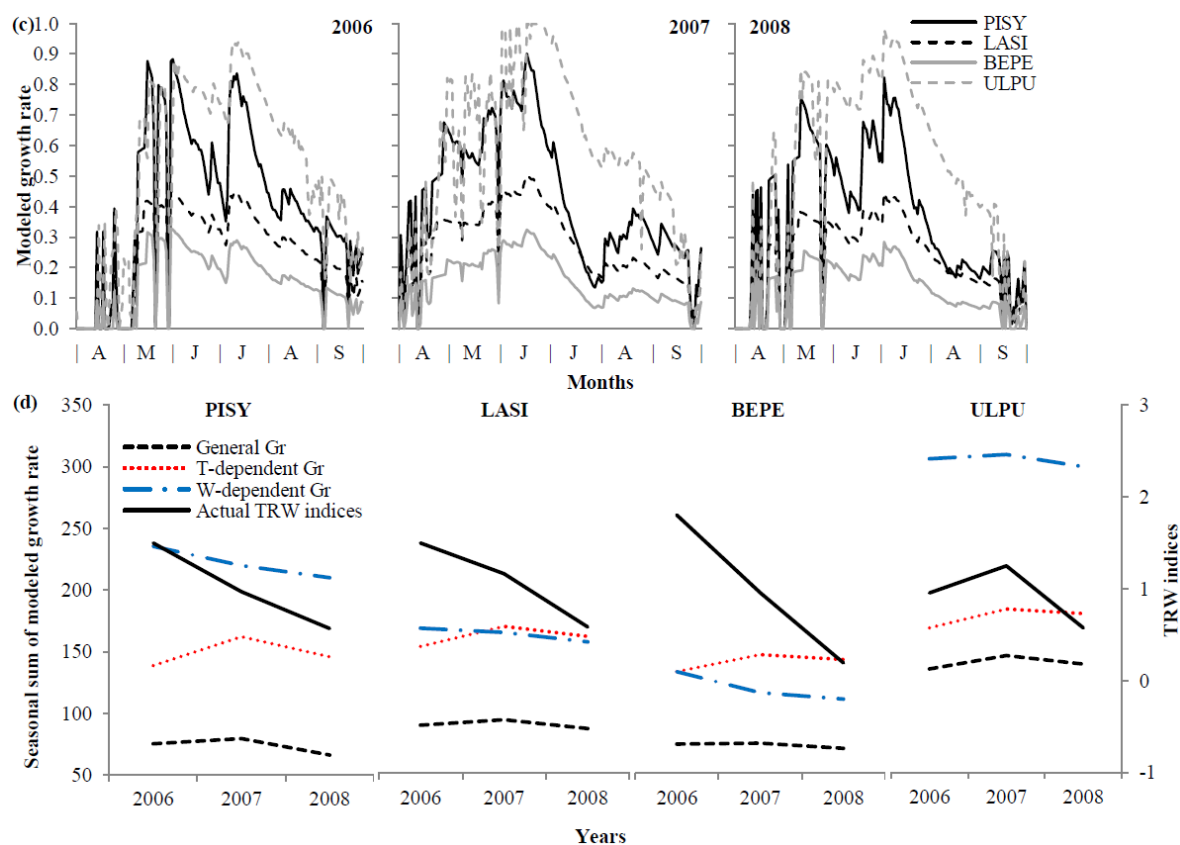 (c)
2006
2007
2008
PISY
LASI
BEPE
ULPU
Modeled growth rate
1.0
0.9
0.8
0.7
0.6
0.5
0.4
0.3
0.2
0.1
0.0
A M J J A S
A M J J A S
A M J J A S
Months
(d)
PISY
LASI
BEPE
ULPU
General Gr
T-dependent Gr
W-dependent Gr
Actual TRW indices
Seasonal sum of modeled growth rate
350
300
250
200
150
100
50
3
2
1
0
-1
TRW indices
2006 2007 2008
2006 2007 2008
2006 2007 2008
2006 2007 2008
Years